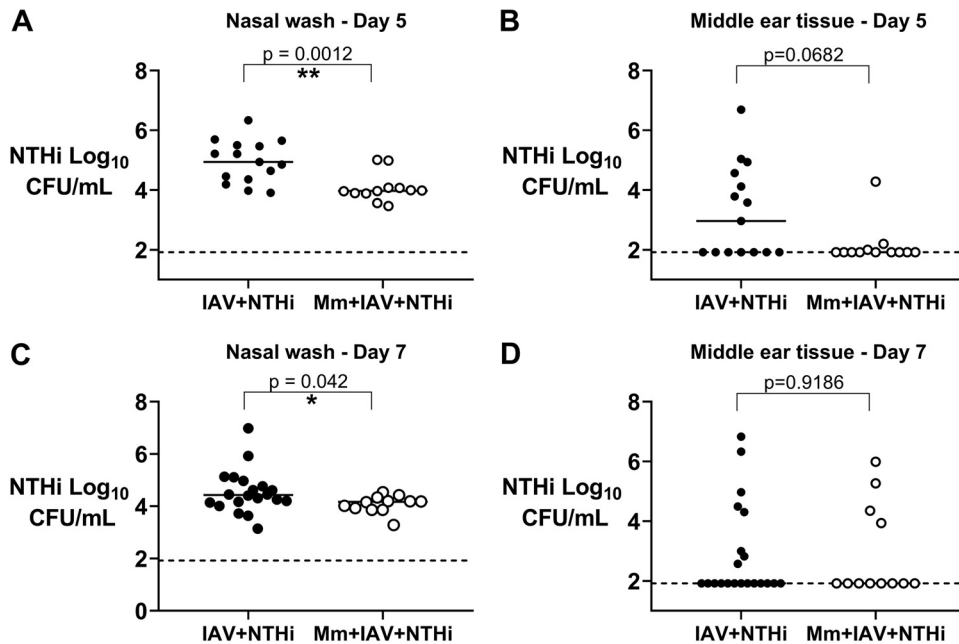 A
Nasal wash - Day 5
p = 0.0012
**
8
6
4
2
NTHi Log10
CFU/mL
IAV+NTHi
Mm+IAV+NTHi
B
Middle ear tissue - Day 5
p=0.0682
8
6
4
2
NTHi Log10
CFU/mL
IAV+NTHi
Mm+IAV+NTHi
C
Nasal wash - Day 7
p = 0.042
*
8
6
4
2
0
NTHi Log10
CFU/mL
IAV+NTHi
Mm+IAV+NTHi
D
Middle ear tissue - Day 7
p=0.9186
8
6
4
2
NTHi Log10
CFU/mL
IAV+NTHi
Mm+IAV+NTHi